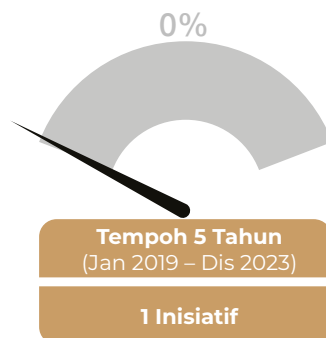 0%
Tempoh 5 Tahun
(Jan 2019 – Dis 2023)
1 Inisiatif